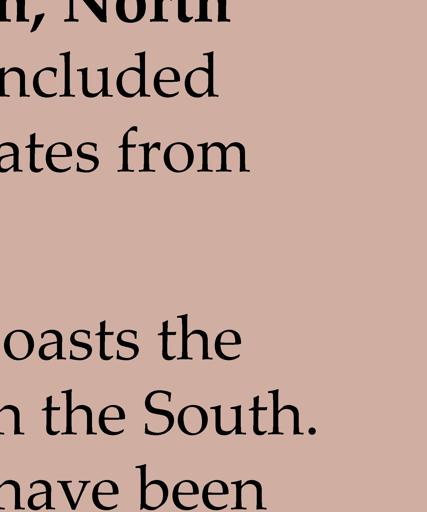 n, North
ncluded
ates from
oasts the
n the South.
have been